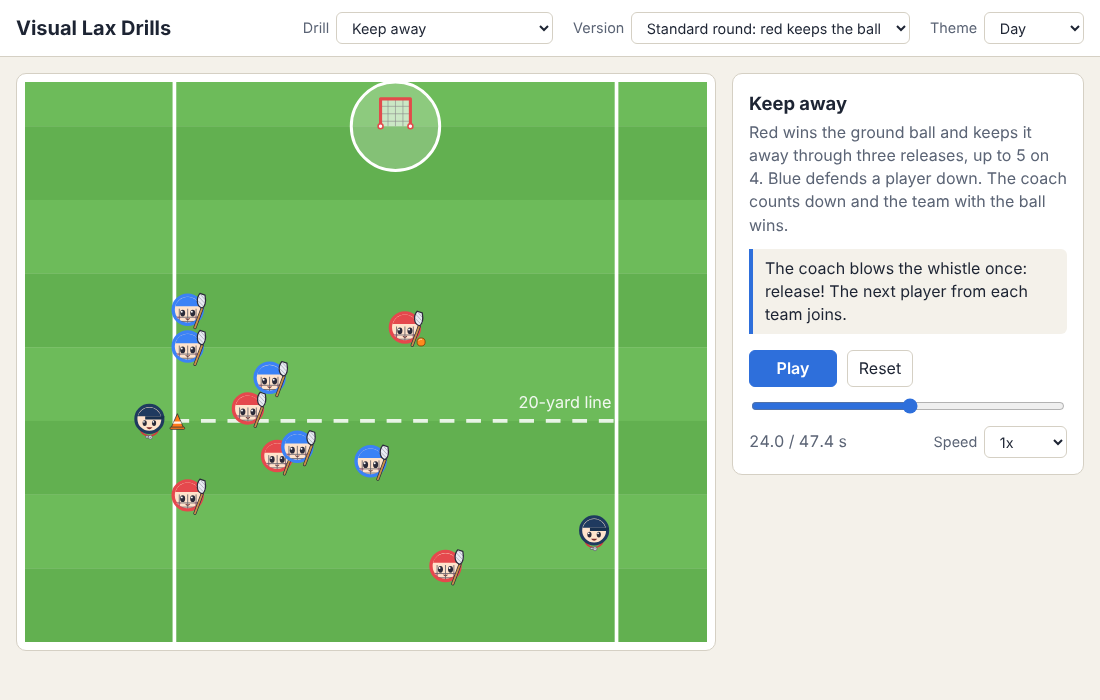 Visual Lax Drills
Drill
Keep away
Version
Standard round: red keeps the ball
Theme
Day
20-yard line
Keep away
Red wins the ground ball and keeps it
away through three releases, up to 5 on
4. Blue defends a player down. The coach
counts down and the team with the ball
wins.
The coach blows the whistle once:
release! The next player from each
team joins.
Play
Reset
24.0 / 47.4 s
Speed
1x